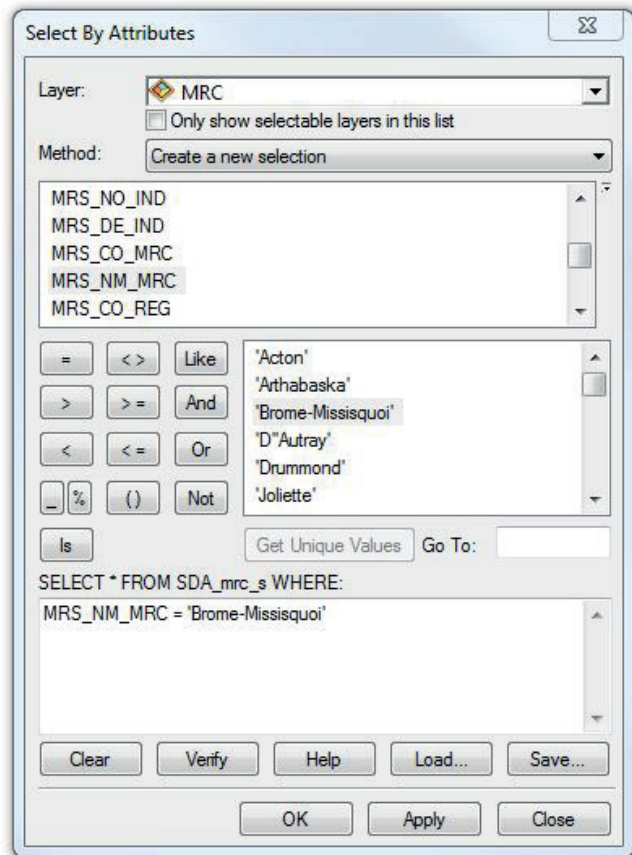 Select By Attributes
Layer: MRC
Only show selectable layers in this list
Method: Create a new selection
MRS_NO_IND
MRS_DE_IND
MRS_CO_MRC
MRS_NM_MRC
MRS_CO_REG
= < > Like
> > = And
< < = Or
_ % ( ) Not
Is
'Acton'
'Arthabaska'
'Brome-Missisquoi'
'D''Autray'
'Drummond'
'Joliette'
Get Unique Values Go To:
SELECT * FROM SDA_mrc_s WHERE:
MRS_NM_MRC = 'Brome-Missisquoi'
Clear Verify Help Load... Save...
OK Apply Close